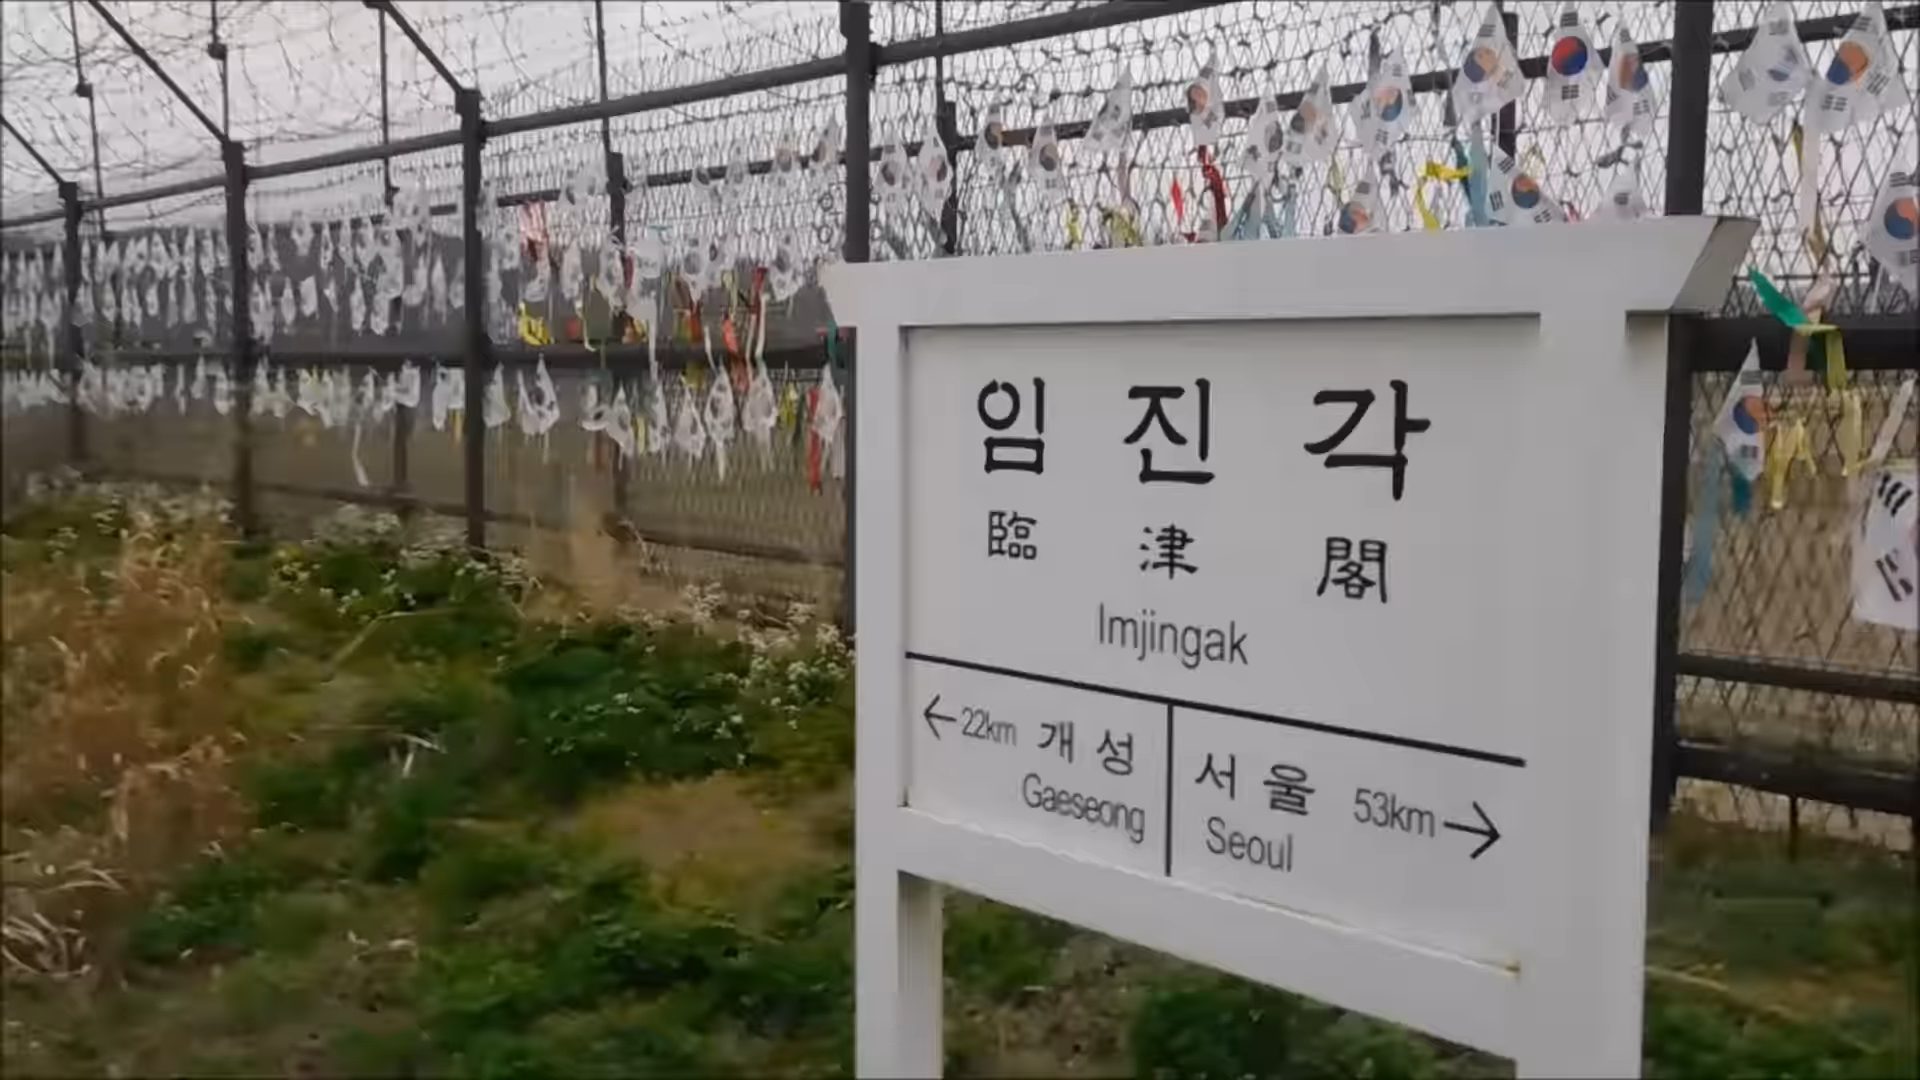 임 진 각
臨 津 閣
Imjingak
←22km 개 성
Gaeseong
서 울 53km→
Seoul